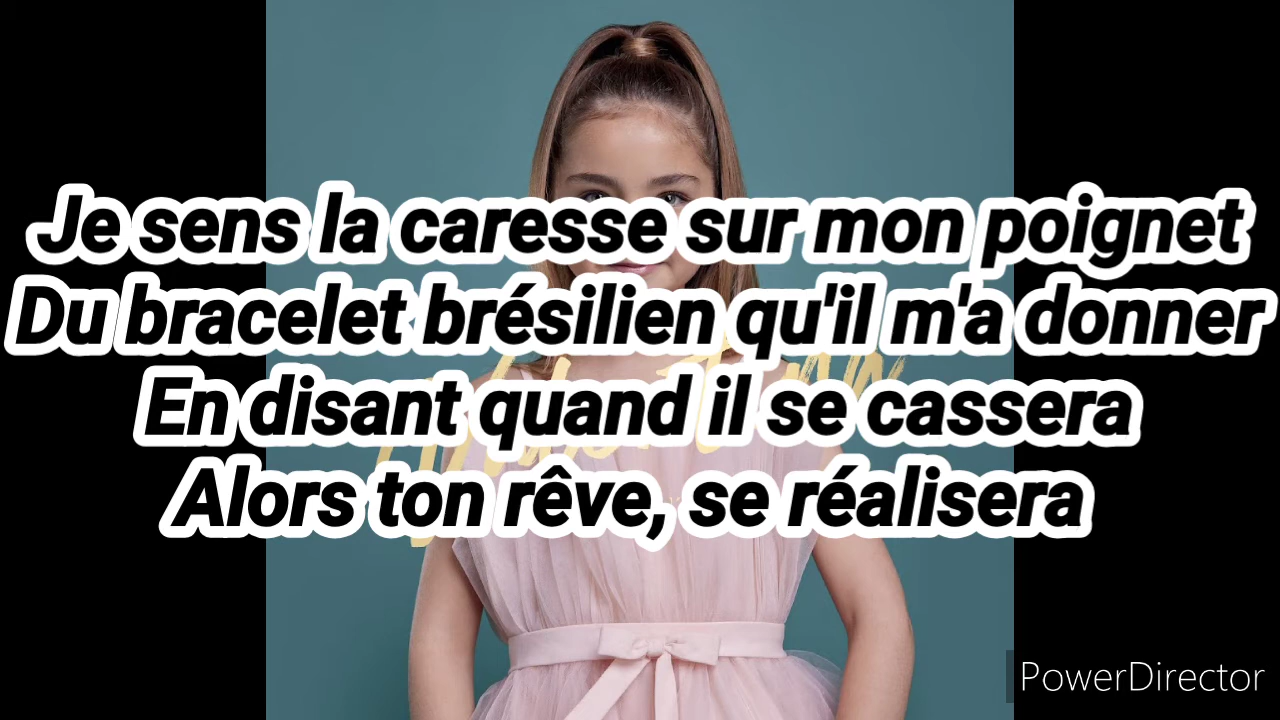 Je sens la caresse sur mon poignet
Du bracelet brésilien qu'il m'a donner
En disant quand il se cassera
Alors ton rêve, se réalisera
PowerDirector